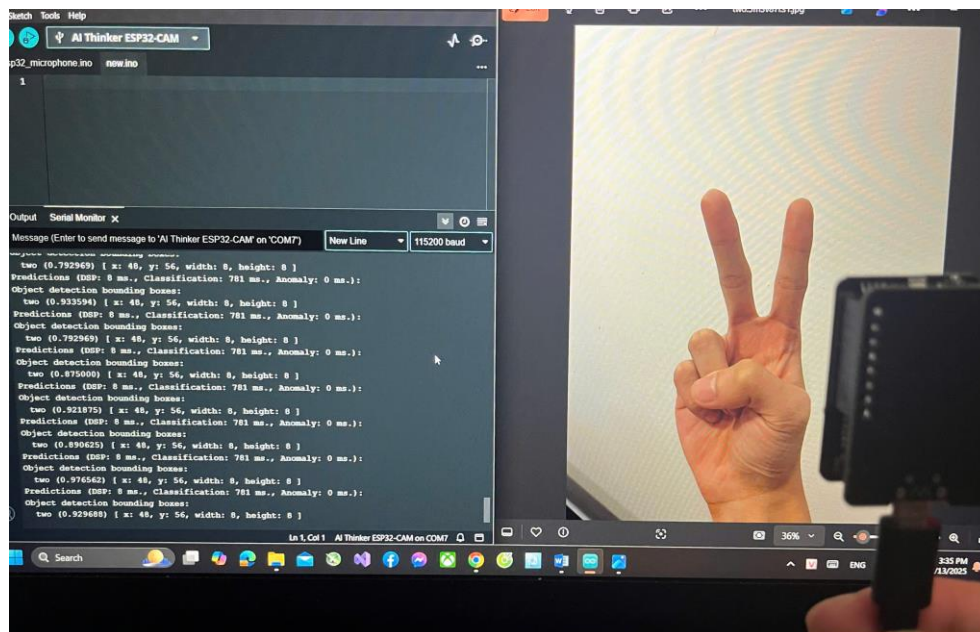 Sketch Tools Help
AI Thinker ESP32-CAM
esp32_microphone.ino new.ino
1
Output Serial Monitor
Message (Enter to send message to 'AI Thinker ESP32-CAM' on 'COM7')
New Line
115200 baud
Object detection bounding boxes:
two (0.792969) [ x: 48, y: 56, width: 8, height: 8 ]
Predictions (DSP: 8 ms., Classification: 781 ms., Anomaly: 0 ms.):
Object detection bounding boxes:
two (0.933594) [ x: 48, y: 56, width: 8, height: 8 ]
Predictions (DSP: 8 ms., Classification: 781 ms., Anomaly: 0 ms.):
Object detection bounding boxes:
two (0.792969) [ x: 48, y: 56, width: 8, height: 8 ]
Predictions (DSP: 8 ms., Classification: 781 ms., Anomaly: 0 ms.):
Object detection bounding boxes:
two (0.875000) [ x: 48, y: 56, width: 8, height: 8 ]
Predictions (DSP: 8 ms., Classification: 781 ms., Anomaly: 0 ms.):
Object detection bounding boxes:
two (0.921875) [ x: 48, y: 56, width: 8, height: 8 ]
Predictions (DSP: 8 ms., Classification: 781 ms., Anomaly: 0 ms.):
Object detection bounding boxes:
two (0.890625) [ x: 48, y: 56, width: 8, height: 8 ]
Predictions (DSP: 8 ms., Classification: 781 ms., Anomaly: 0 ms.):
Object detection bounding boxes:
two (0.976562) [ x: 48, y: 56, width: 8, height: 8 ]
Predictions (DSP: 8 ms., Classification: 781 ms., Anomaly: 0 ms.):
Object detection bounding boxes:
two (0.929688) [ x: 48, y: 56, width: 8, height: 8 ]
Ln 1, Col 1 AI Thinker ESP32-CAM on COM7
36%
Search
ENG
3:35 PM
/13/2025